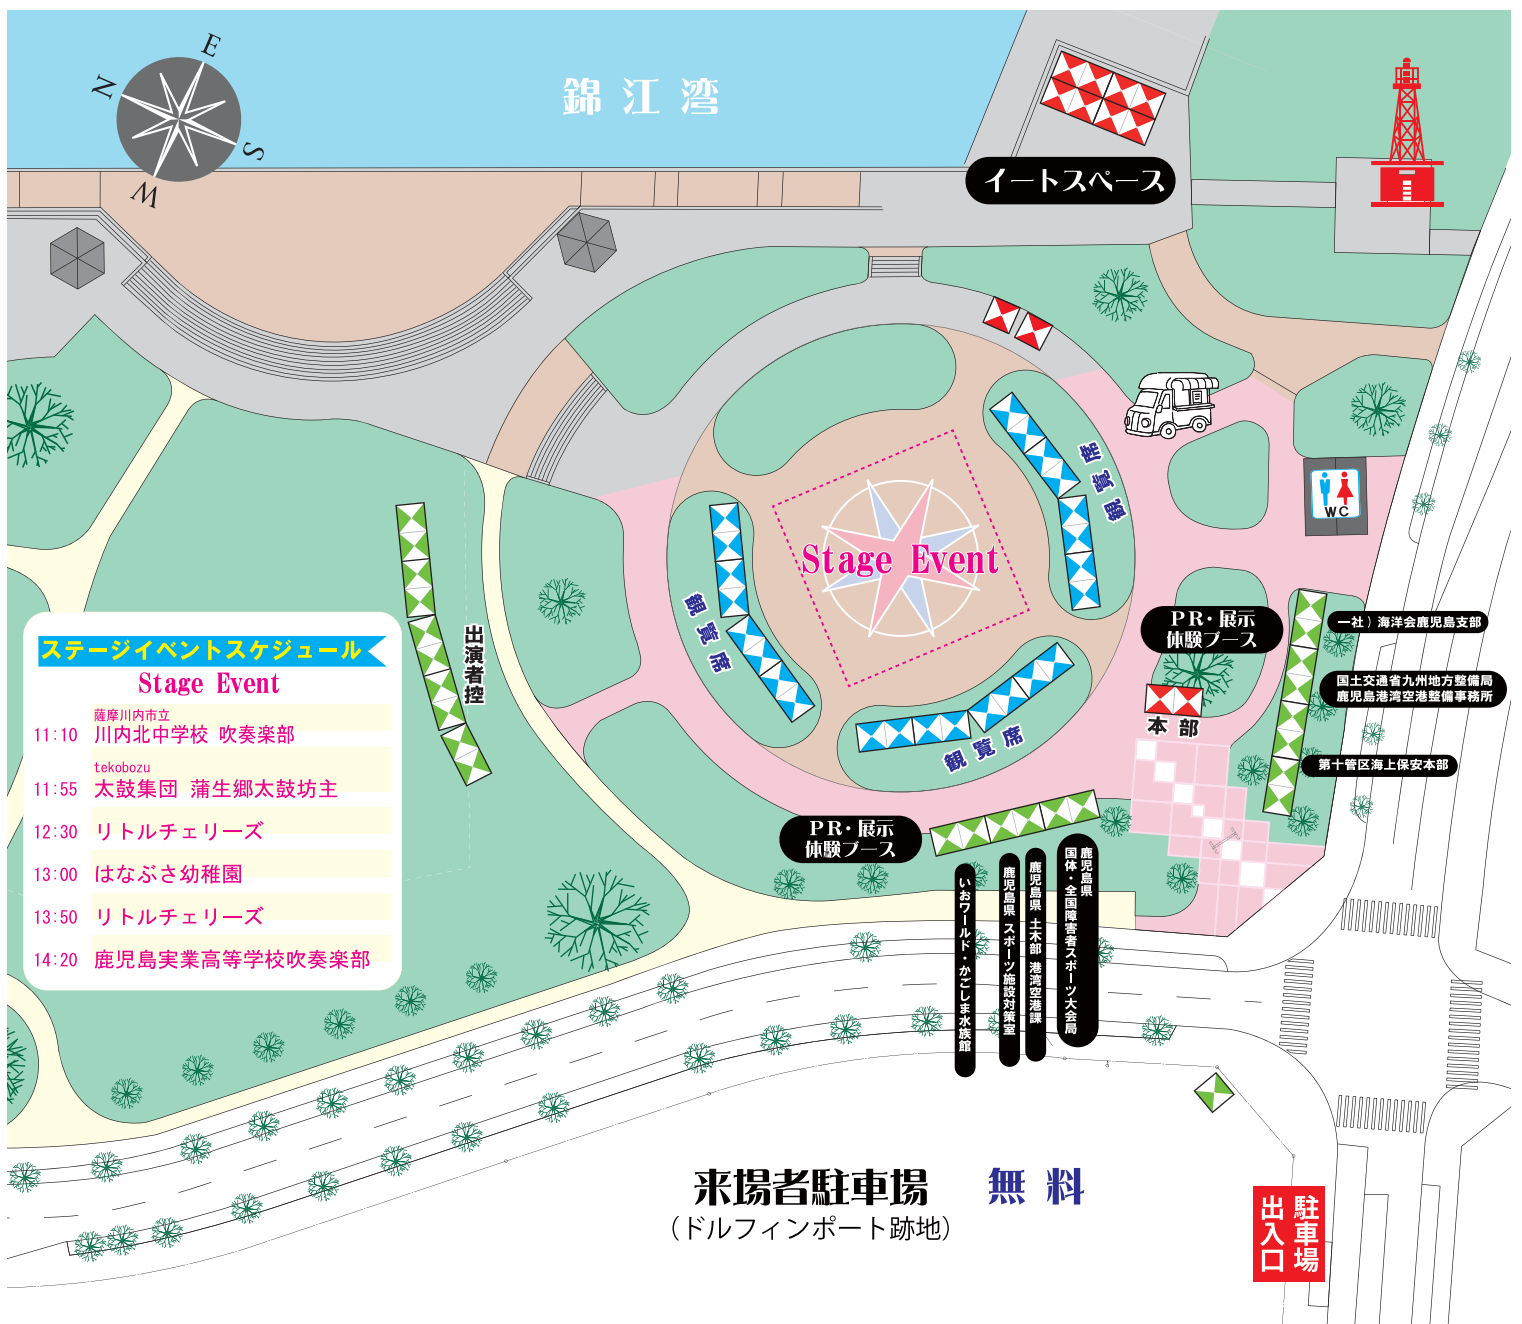 E
N
S
W
錦江湾
イートスペース
観覧席
Stage Event
WC
観覧席
出演者控
PR・展示
体験ブース
一社）海洋会鹿児島支部
国土交通省九州地方整備局
鹿児島港湾空港整備事務所
本部
第十管区海上保安本部
観覧席
ステージイベントスケジュール
Stage Event
薩摩川内市立
11:10 川内北中学校 吹奏楽部
tekobozu
11:55 太鼓集団 蒲生郷太鼓坊主
12:30 リトルチェリーズ
13:00 はなぶさ幼稚園
13:50 リトルチェリーズ
14:20 鹿児島実業高等学校吹奏楽部
PR・展示
体験ブース
いおワールド・かごしま水族館
鹿児島県 スポーツ施設対策室
鹿児島県 土木部 港湾空港課
鹿児島県
国体・全国障害者スポーツ大会局
来場者駐車場 無料
（ドルフィンポート跡地）
駐車場
出入口